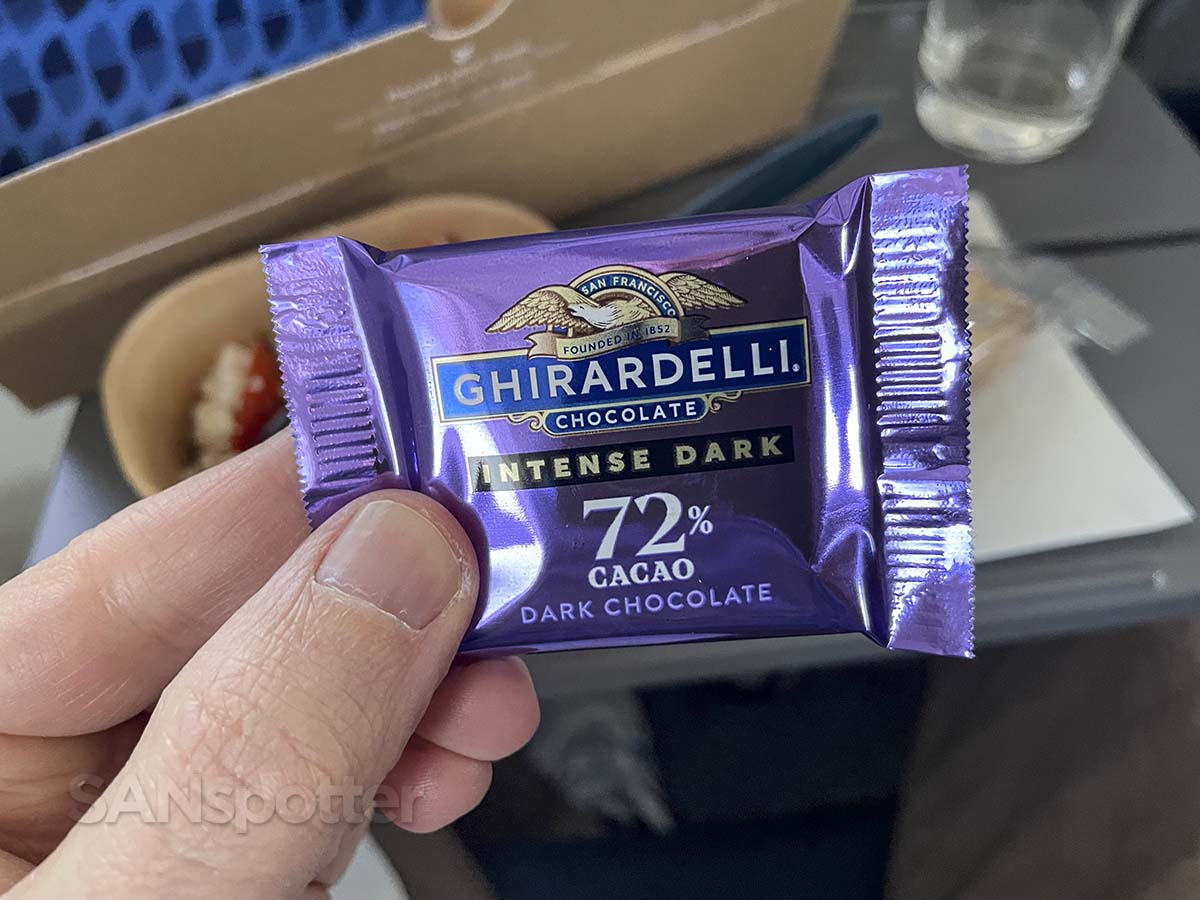 SAN FRANCISCO
FOUNDED IN 1852
GHIRARDELLI®
CHOCOLATE
INTENSE DARK
72%
CACAO
DARK CHOCOLATE
SANspotter